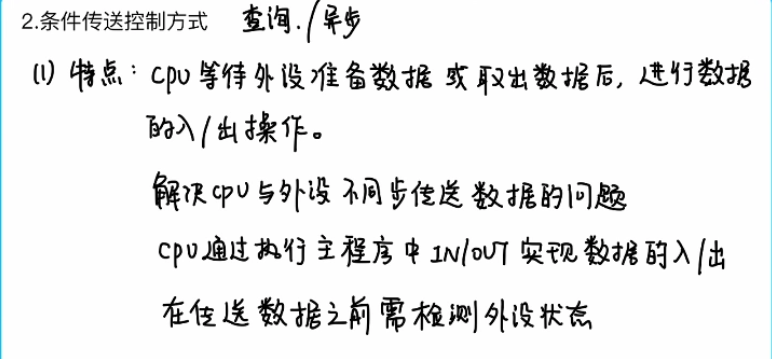 2.条件传送控制方式 查询./异步
(1) 特点：CPU等待外设准备数据或取出数据后，进行数据
的入/出操作。
解决CPU与外设不同步传送数据的问题
CPU通过执行主程序中IN/OUT实现数据的入/出
在传送数据之前需检测外设状态